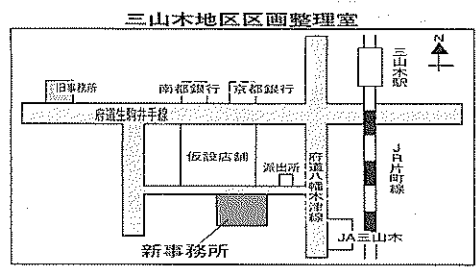 三山木地区区画整理室
N
三山木駅
旧事務所
南都銀行
京都銀行
府道生駒井手線
仮設店舗
派出所
府道八幡木津線
JR片町線
JA三山木
新事務所